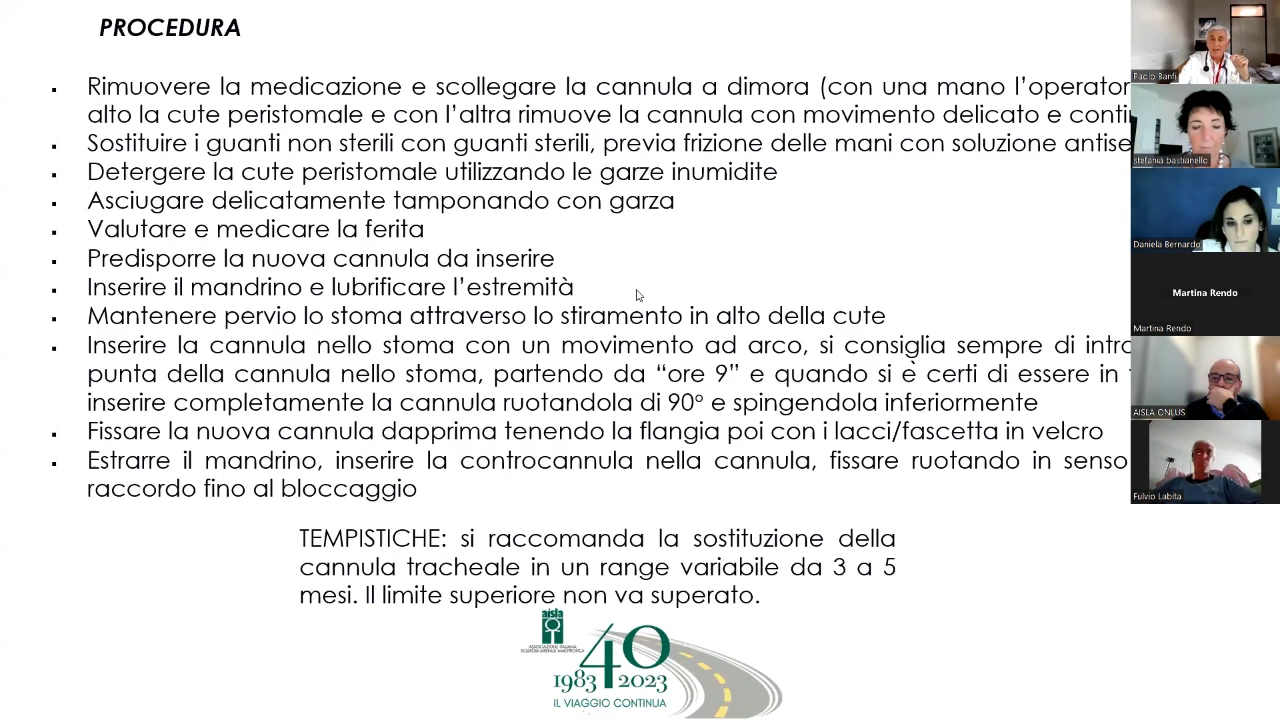 PROCEDURA
Rimuovere la medicazione e scollegare la cannula a dimora (con una mano l'operator
alto la cute peristomale e con l'altra rimuove la cannula con movimento delicato e conti
Sostituire i guanti non sterili con guanti sterili, previa frizione delle mani con soluzione antise
Detergere la cute peristomale utilizzando le garze inumidite
Asciugare delicatamente tamponando con garza
Valutare e medicare la ferita
Predisporre la nuova cannula da inserire
Inserire il mandrino e lubrificare l'estremità
Mantenere pervio lo stoma attraverso lo stiramento in alto della cute
Inserire la cannula nello stoma con un movimento ad arco, si consiglia sempre di intro
punta della cannula nello stoma, partendo da "ore 9" e quando si è certi di essere in
inserire completamente la cannula ruotandola di 90° e spingendola inferiormente
Fissare la nuova cannula dapprima tenendo la flangia poi con i lacci/fascetta in velcro
Estrarre il mandrino, inserire la controcannula nella cannula, fissare ruotando in senso
raccordo fino al bloccaggio
TEMPISTICHE: si raccomanda la sostituzione della
cannula tracheale in un range variabile da 3 a 5
mesi. Il limite superiore non va superato.
aisla
ASSOCIAZIONE ITALIANA
SCLEROSI LATERALE AMIOTROFICA
40
1983 2023
IL VIAGGIO CONTINUA
Paolo Banfi
stefania bastianello
Daniela Bernardo
Martina Rendo
Martina Rendo
AISLA ONLUS
Fulvio Labita